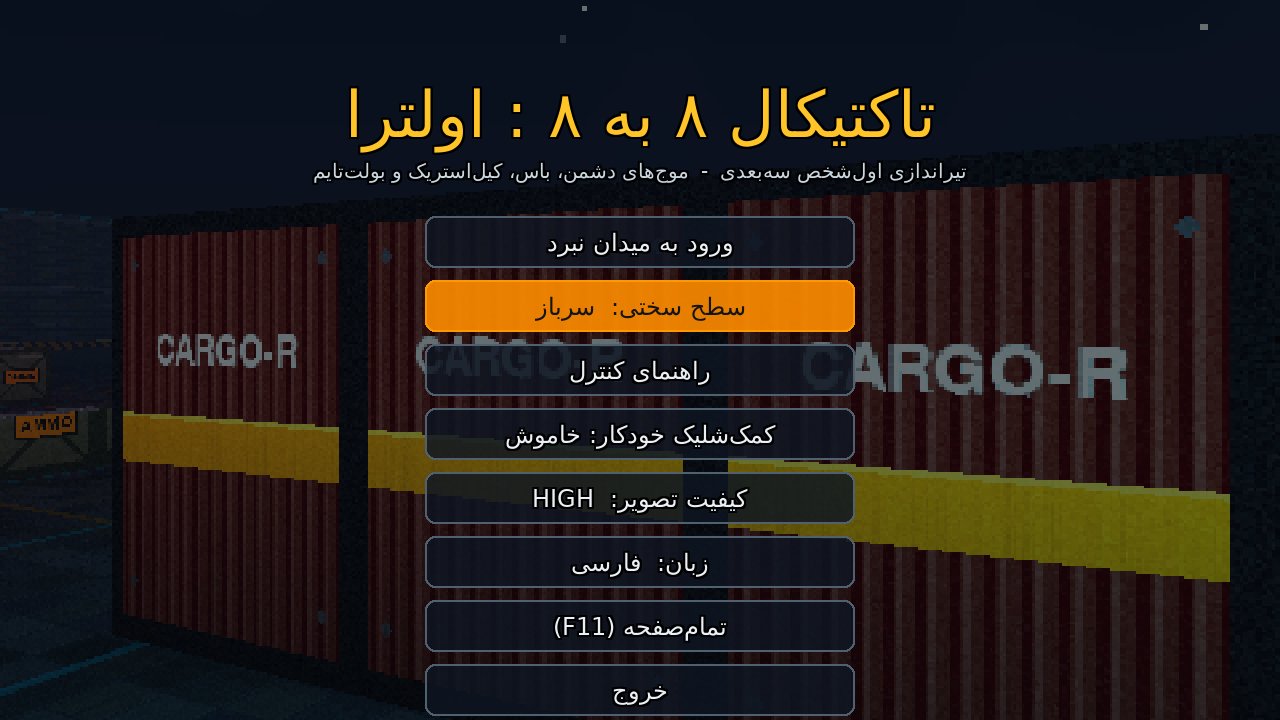 تاکتیکال ۸ به ۸ : اولترا
تیراندازی اول‌شخص سه‌بعدی - موج‌های دشمن، باس، کیل‌استریک و بولت‌تایم
ورود به میدان نبرد
سطح سختی: سرباز
CARGO-R
CARGO-R
CARGO-R
راهنمای کنترل
AMMO
کمک‌شلیک خودکار: خاموش
کیفیت تصویر: HIGH
زبان: فارسی
تمام‌صفحه (F11)
خروج